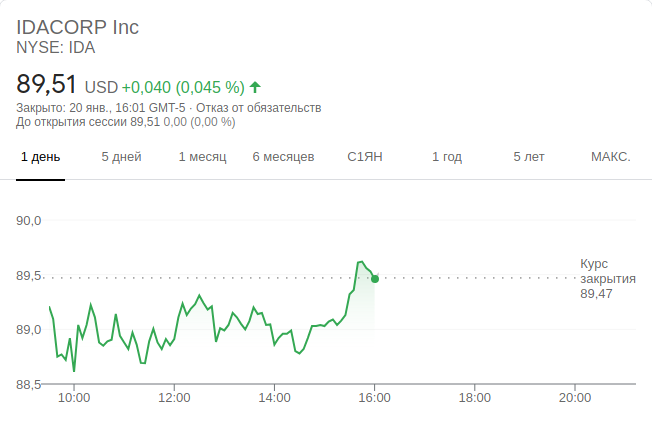 IDACORP Inc
NYSE: IDA
89,51 USD +0,040 (0,045 %)
Закрыто: 20 янв., 16:01 GMT-5 · Отказ от обязательств
До открытия сессии 89,51 0,00 (0,00 %)
1 день 5 дней 1 месяц 6 месяцев С1ЯН 1 год 5 лет МАКС.
90,0
89,5
89,0
88,5
Курс
закрытия
89,47
10:00 12:00 14:00 16:00 18:00 20:00